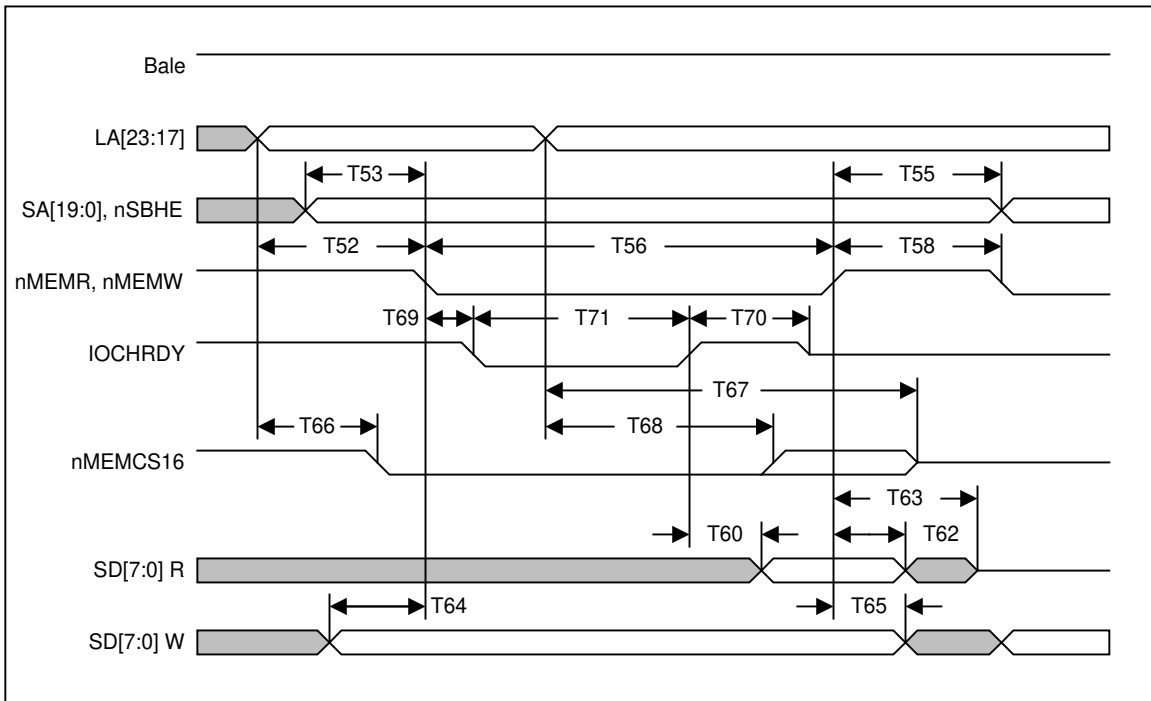 Bale
LA[23:17]
T53
T55
SA[19:0], nSBHE
T52
T56
T58
nMEMR, nMEMW
T69
T71
T70
IOCHRDY
T67
T66
T68
nMEMCS16
T63
T60
T62
SD[7:0] R
T64
T65
SD[7:0] W